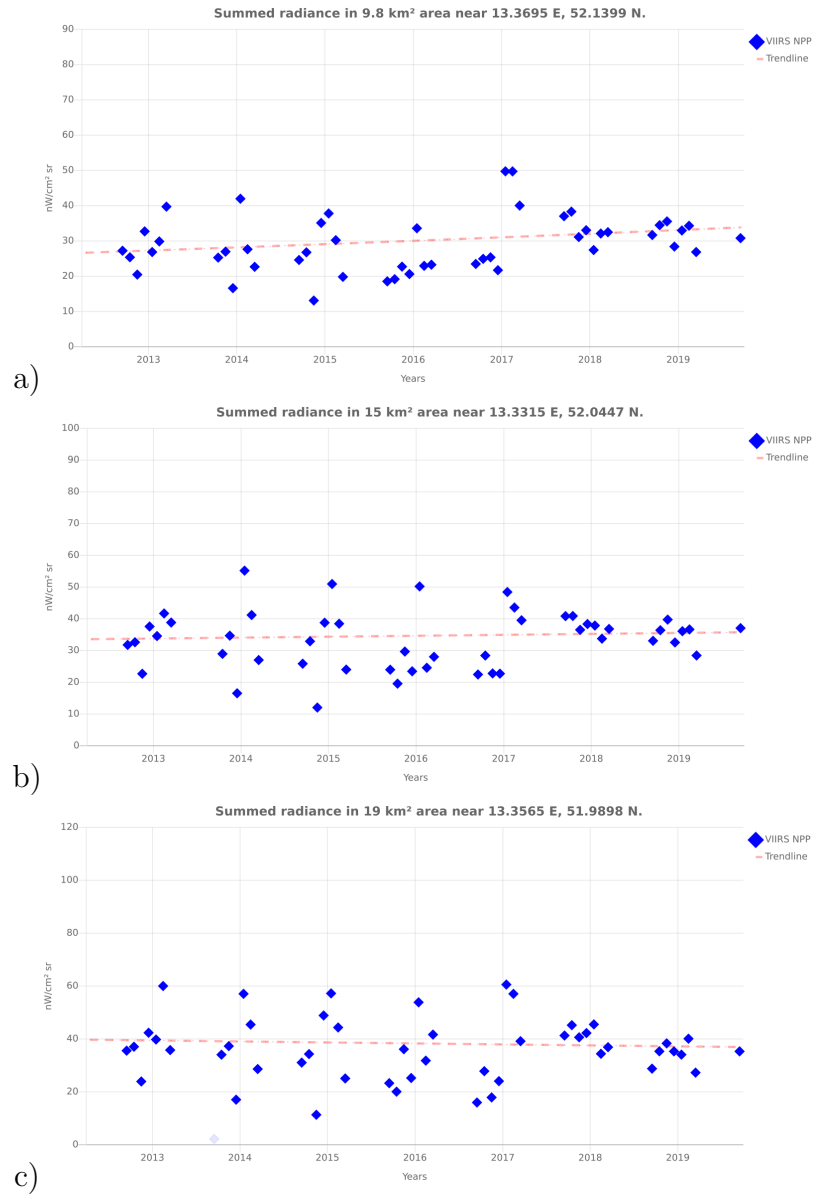 Summed radiance in 9.8 km² area near 13.3695 E, 52.1399 N.
90
80
70
60
50
40
30
20
10
0
nW/cm² sr
2013 2014 2015 2016 2017 2018 2019
Years
VIIRS NPP
Trendline
a)
Summed radiance in 15 km² area near 13.3315 E, 52.0447 N.
100
90
80
70
60
50
40
30
20
10
0
nW/cm² sr
2013 2014 2015 2016 2017 2018 2019
Years
VIIRS NPP
Trendline
b)
Summed radiance in 19 km² area near 13.3565 E, 51.9898 N.
120
100
80
60
40
20
0
nW/cm² sr
2013 2014 2015 2016 2017 2018 2019
Years
VIIRS NPP
Trendline
c)